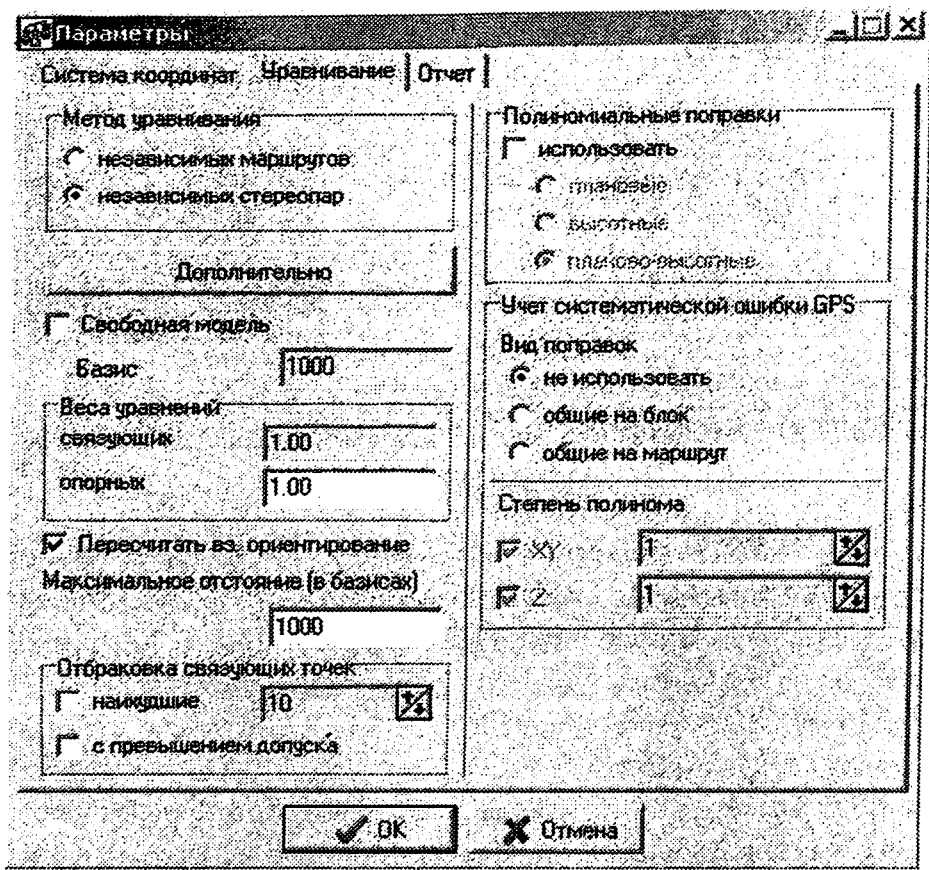 Параметры
Система координат Уравнивание Отчет
Метод уравнивания
независимых маршрутов
независимых стереопар
Дополнительно
Свободная модель
Базис 1000
Веса уравнений
связующих 1.00
опорных 1.00
Пересчитать вз. ориентирование
Максимальное отстояние (в базисах)
1000
Отбраковка связующих точек
наихудшие 10
с превышением допуска
Полиномиальные поправки
использовать
плановые
высотные
планово-высотные
Учет систематической ошибки GPS
Вид поправок
не использовать
общие на блок
общие на маршрут
Степень полинома
XY 1
Z 1
OK Отмена